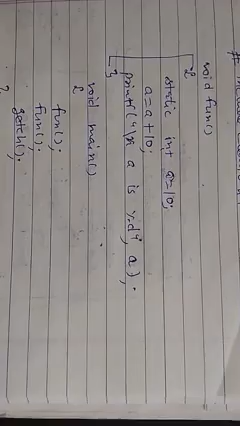 void fun()
{
static int a=10;
a=a+10;
printf("\n a is %d", a);
}
void main()
{
fun();
fun();
getch();
}